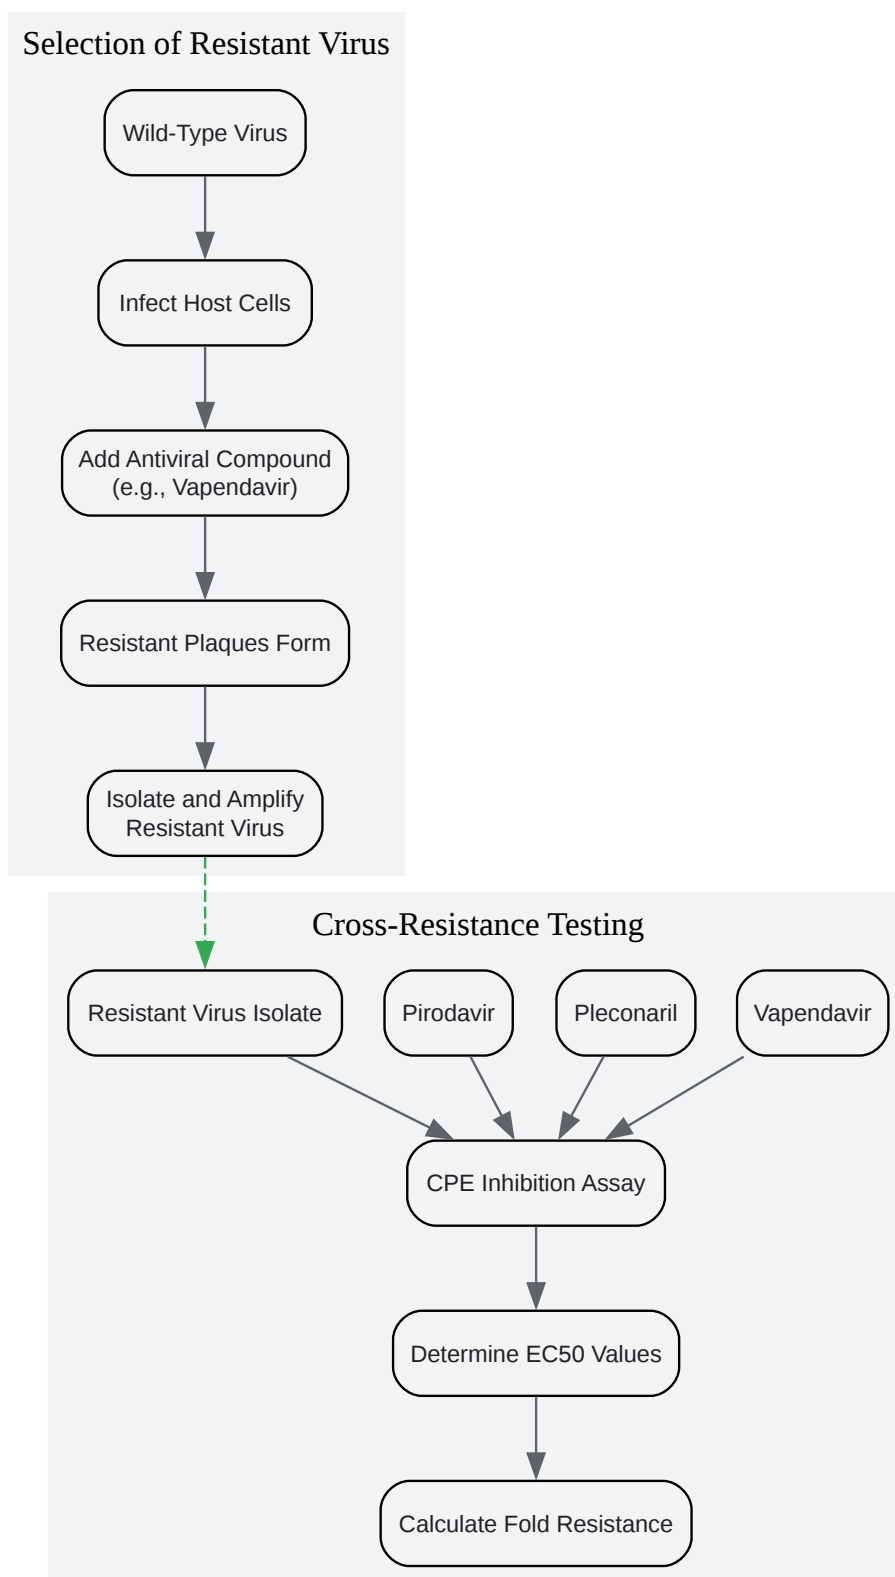 Selection of Resistant Virus
Wild-Type Virus
Infect Host Cells
Add Antiviral Compound
(e.g., Vapendavir)
Resistant Plaques Form
Isolate and Amplify
Resistant Virus
Cross-Resistance Testing
Resistant Virus Isolate
Pirodavir
Pleconaril
Vapendavir
CPE Inhibition Assay
Determine EC50 Values
Calculate Fold Resistance